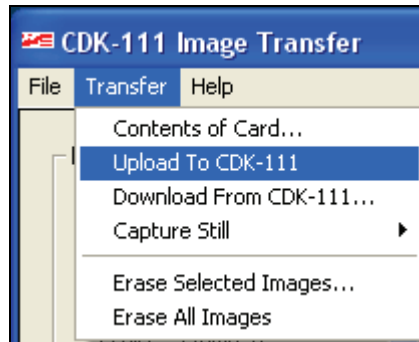 CDK-111 Image Transfer
File Transfer Help
Contents of Card...
Upload To CDK-111
Download From CDK-111...
Capture Still
Erase Selected Images...
Erase All Images